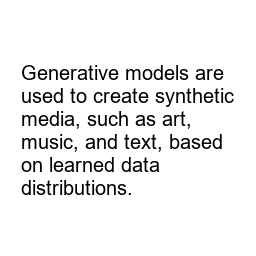 Generative models are
used to create synthetic
media, such as art,
music, and text, based
on learned data
distributions.